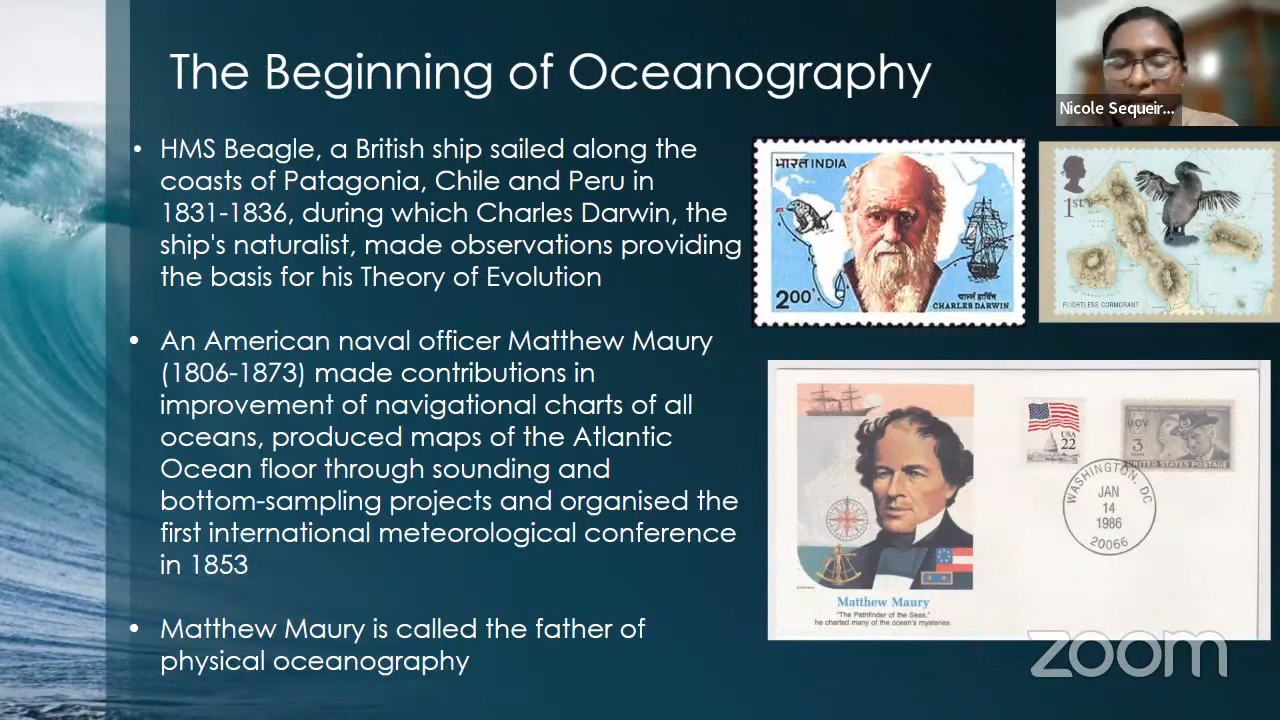 The Beginning of Oceanography
Nicole Sequeir...
• HMS Beagle, a British ship sailed along the
coasts of Patagonia, Chile and Peru in
1831-1836, during which Charles Darwin, the
ship's naturalist, made observations providing
the basis for his Theory of Evolution
• An American naval officer Matthew Maury
(1806-1873) made contributions in
improvement of navigational charts of all
oceans, produced maps of the Atlantic
Ocean floor through sounding and
bottom-sampling projects and organised the
first international meteorological conference
in 1853
• Matthew Maury is called the father of
physical oceanography
भारत INDIA
200
चार्ल्स डार्विन
CHARLES DARWIN
1st
FLIGHTLESS CORMORANT
USA
22
UCV
3
CENTS
UNITED STATES POSTAGE
WASHINGTON, DC
JAN
14
1986
20066
Matthew Maury
"The Pathfinder of the Seas,"
he charted many of the ocean's mysteries.
zoom